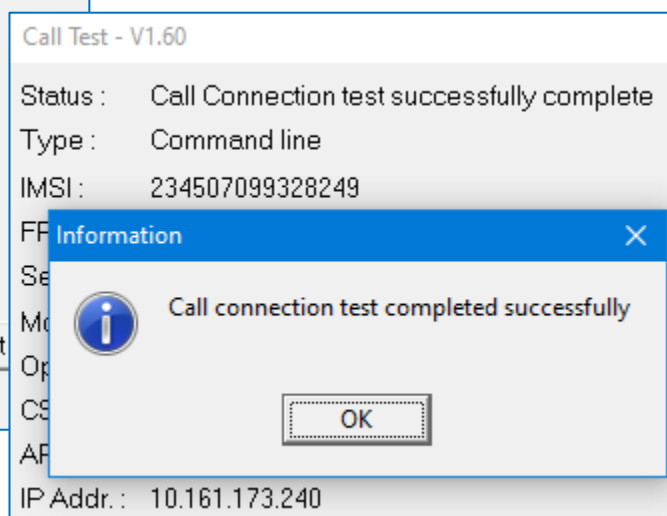 Call Test - V1.60
Status : Call Connection test successfully complete
Type : Command line
IMSI : 234507099328249
Information
Call connection test completed successfully
OK
IP Addr. : 10.161.173.240